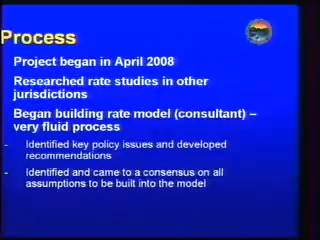 Process
Project began in April 2008
Researched rate studies in other
jurisdictions
Began building rate model (consultant) –
very fluid process
- Identified key policy issues and developed
recommendations
- Identified and came to a consensus on all
assumptions to be built into the model